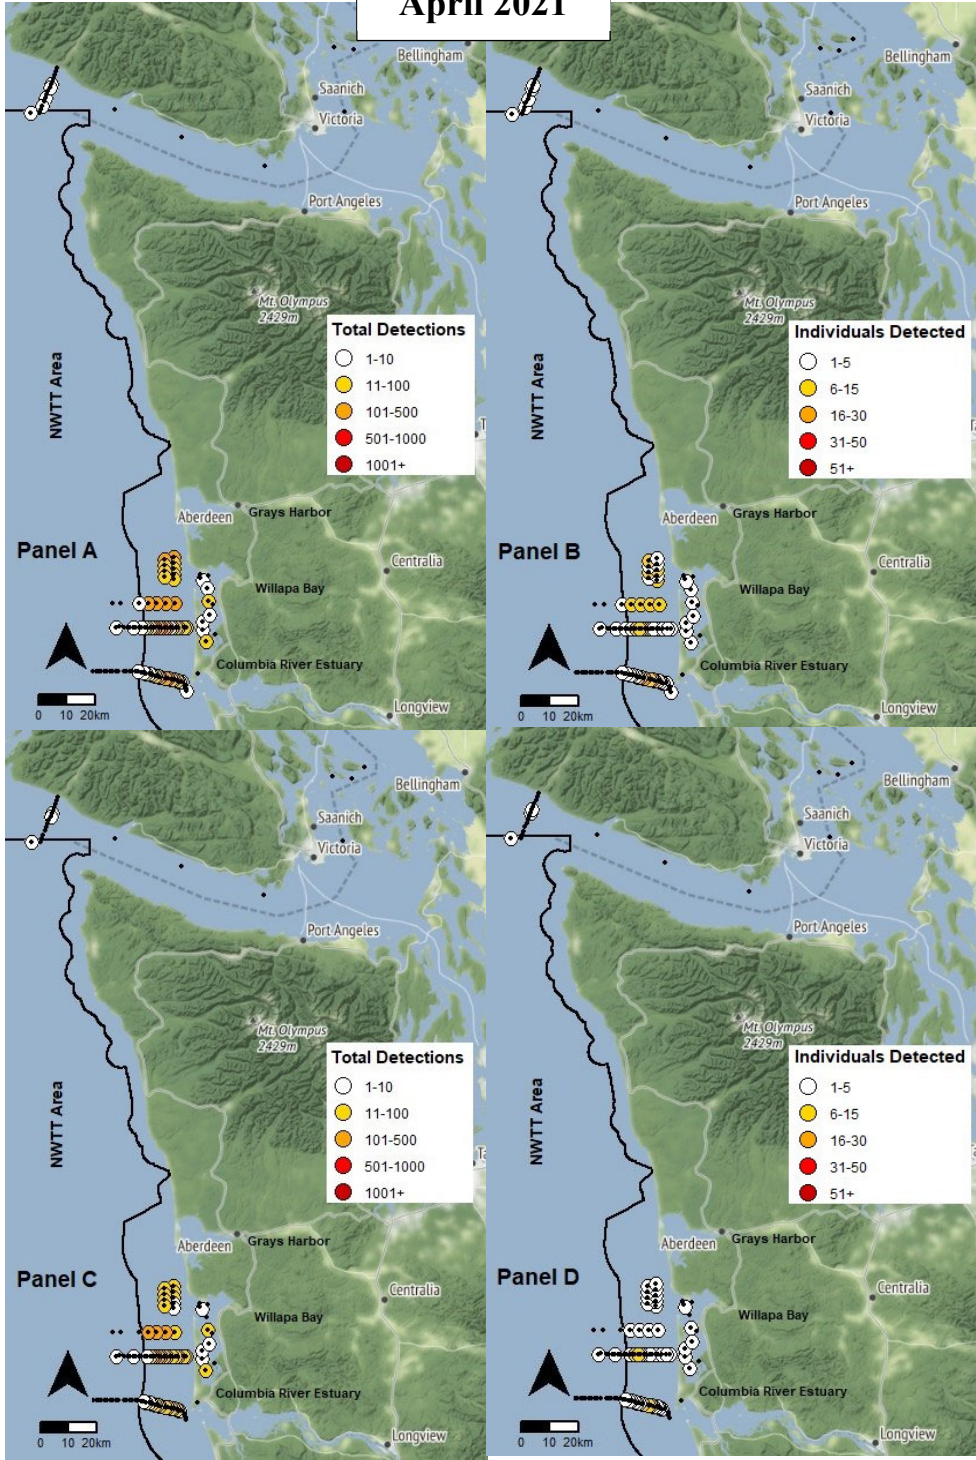 April 2021
Bellingham
Saanich
Victoria
Port Angeles
Mt. Olympus
2429m
Total Detections
1-10
11-100
101-500
501-1000
1001+
NWTT Area
Aberdeen
Grays Harbor
Panel A
Centralia
Willapa Bay
Columbia River Estuary
0 10 20km
Longview
Bellingham
Saanich
Victoria
Port Angeles
Mt. Olympus
2429m
Individuals Detected
1-5
6-15
16-30
31-50
51+
NWTT Area
Aberdeen
Grays Harbor
Panel B
Centralia
Willapa Bay
Columbia River Estuary
0 10 20km
Longview
Bellingham
Saanich
Victoria
Port Angeles
Mt. Olympus
2429m
Total Detections
1-10
11-100
101-500
501-1000
1001+
NWTT Area
Aberdeen
Grays Harbor
Panel C
Centralia
Willapa Bay
Columbia River Estuary
0 10 20km
Longview
Bellingham
Saanich
Victoria
Port Angeles
Mt. Olympus
2429m
Individuals Detected
1-5
6-15
16-30
31-50
51+
NWTT Area
Aberdeen
Grays Harbor
Panel D
Centralia
Willapa Bay
Columbia River Estuary
0 10 20km
Longview